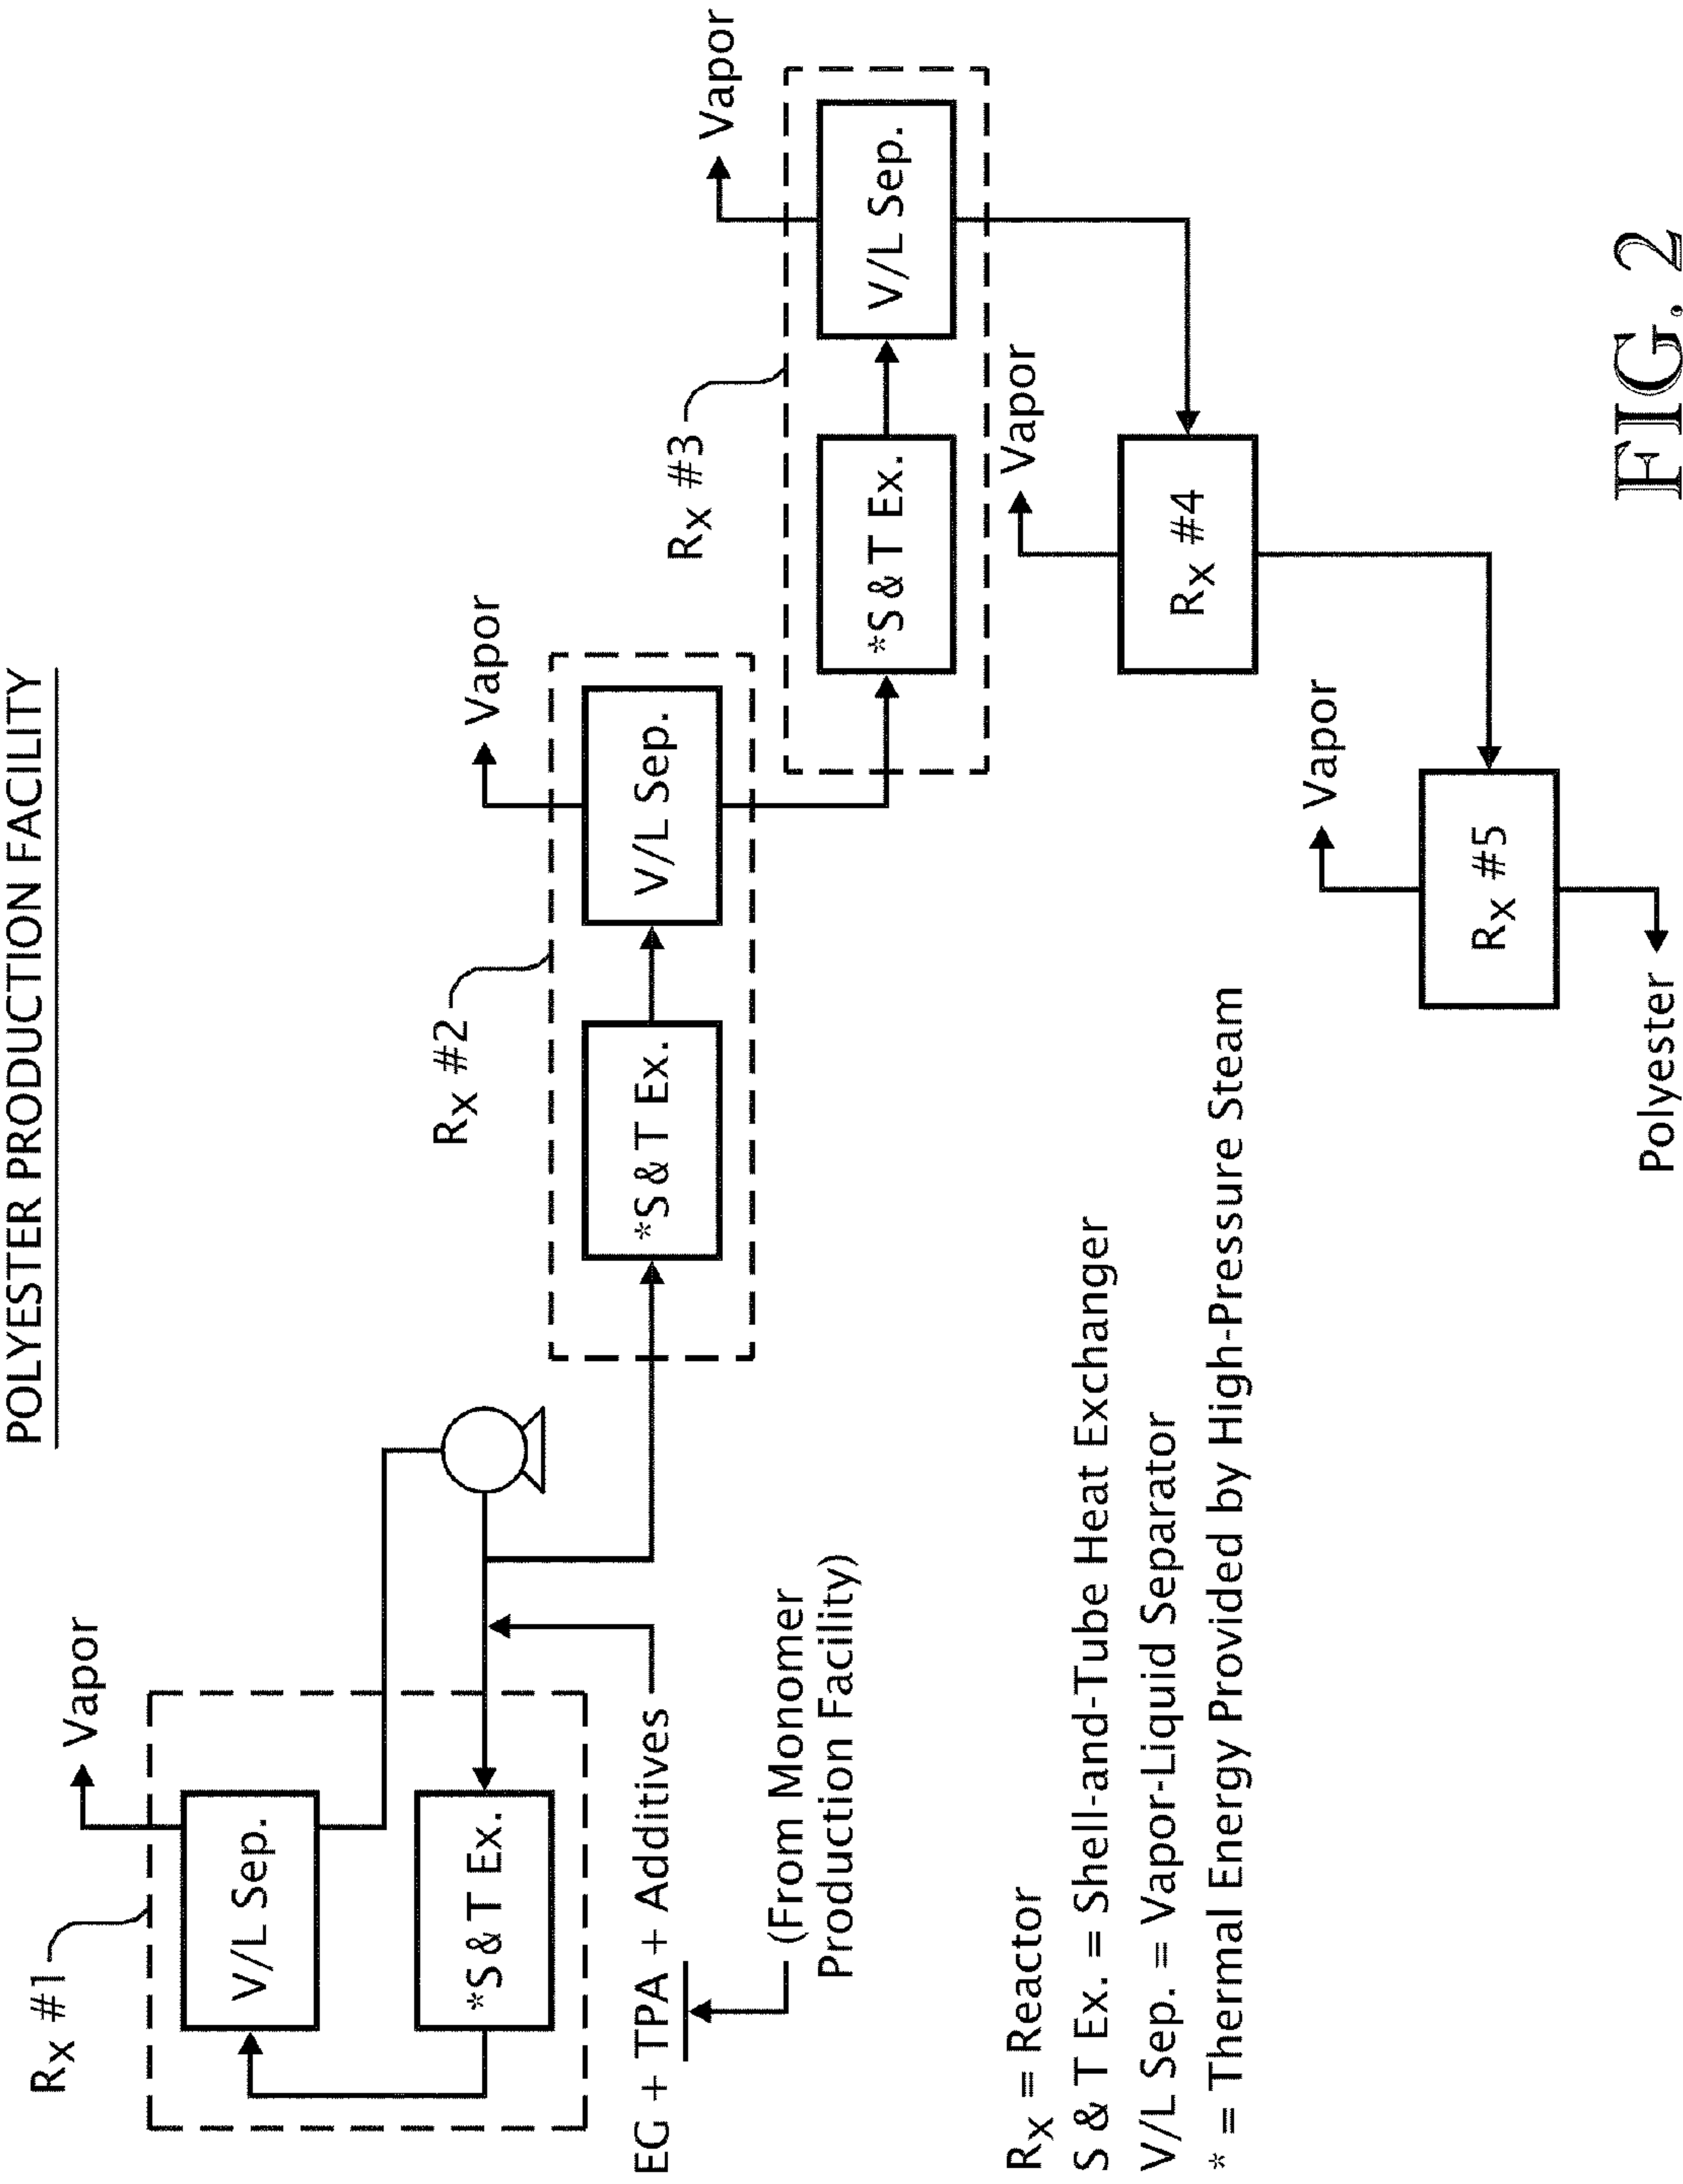 POLYESTER PRODUCTION FACILITY
Rx #1
Vapor
V/L Sep.
*S & T Ex.
EG + TPA + Additives
(From Monomer
Production Facility)
Rx #2
Vapor
*S & T Ex.
V/L Sep.
Rx #3
Vapor
*S & T Ex.
V/L Sep.
Vapor
Rx #4
Vapor
Rx #5
Polyester
Rx = Reactor
S & T Ex. = Shell-and-Tube Heat Exchanger
V/L Sep. = Vapor-Liquid Separator
* = Thermal Energy Provided by High-Pressure Steam
FIG. 2